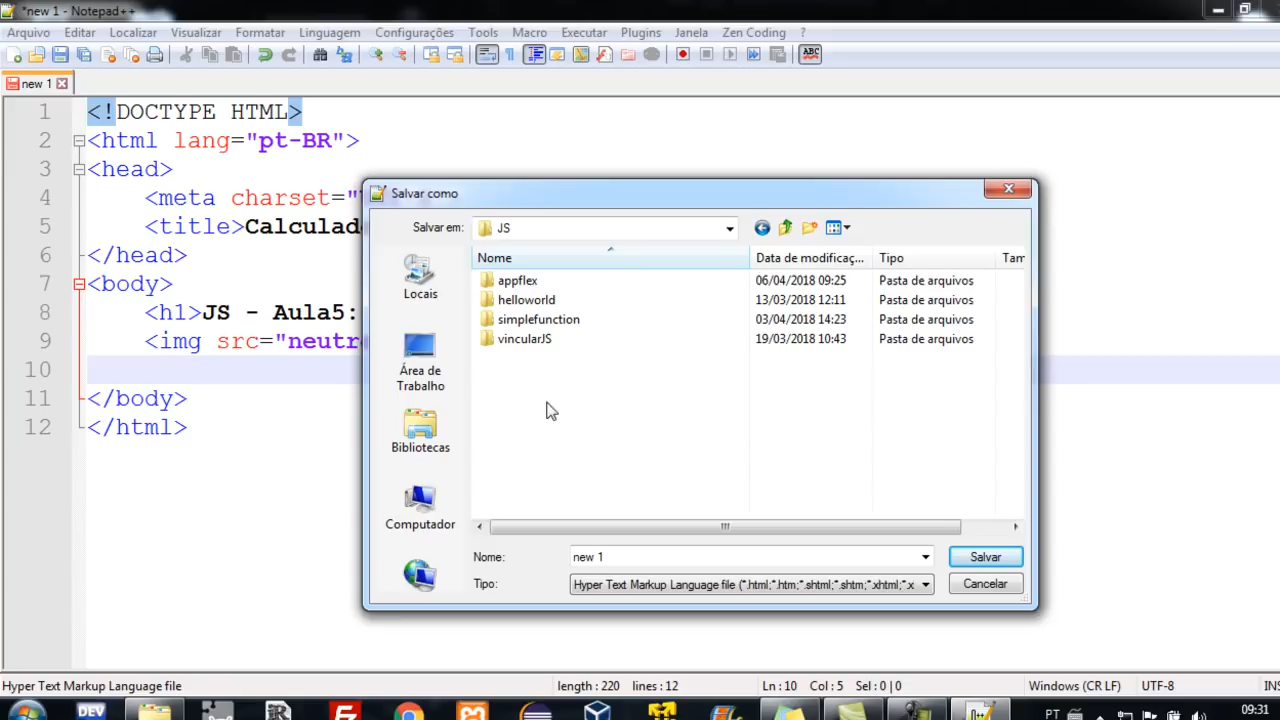 *new 1 - Notepad++
Arquivo Editar Localizar Visualizar Formatar Linguagem Configurações Tools Macro Executar Plugins Janela Zen Coding ?
ABC
new 1
1 <!DOCTYPE HTML>
2 <html lang="pt-BR">
3 <head>
4 <meta charset="
5 <title>Calculad
6 </head>
7 <body>
8 <h1>JS - Aula5:
9 <img src="neutr
10
11 </body>
12 </html>
Salvar como
Salvar em: JS
Nome Data de modificaç... Tipo Tam
appflex 06/04/2018 09:25 Pasta de arquivos
helloworld 13/03/2018 12:11 Pasta de arquivos
simplefunction 03/04/2018 14:23 Pasta de arquivos
vincularJS 19/03/2018 10:43 Pasta de arquivos
Locais
Área de
Trabalho
Bibliotecas
Computador
Nome: new 1 Salvar
Tipo: Hyper Text Markup Language file (*.html;*.htm;*.shtml;*.shtm;*.xhtml;*.x Cancelar
Hyper Text Markup Language file length : 220 lines : 12 Ln : 10 Col : 5 Sel : 0 | 0 Windows (CR LF) UTF-8 INS
DEV R PT 09:31